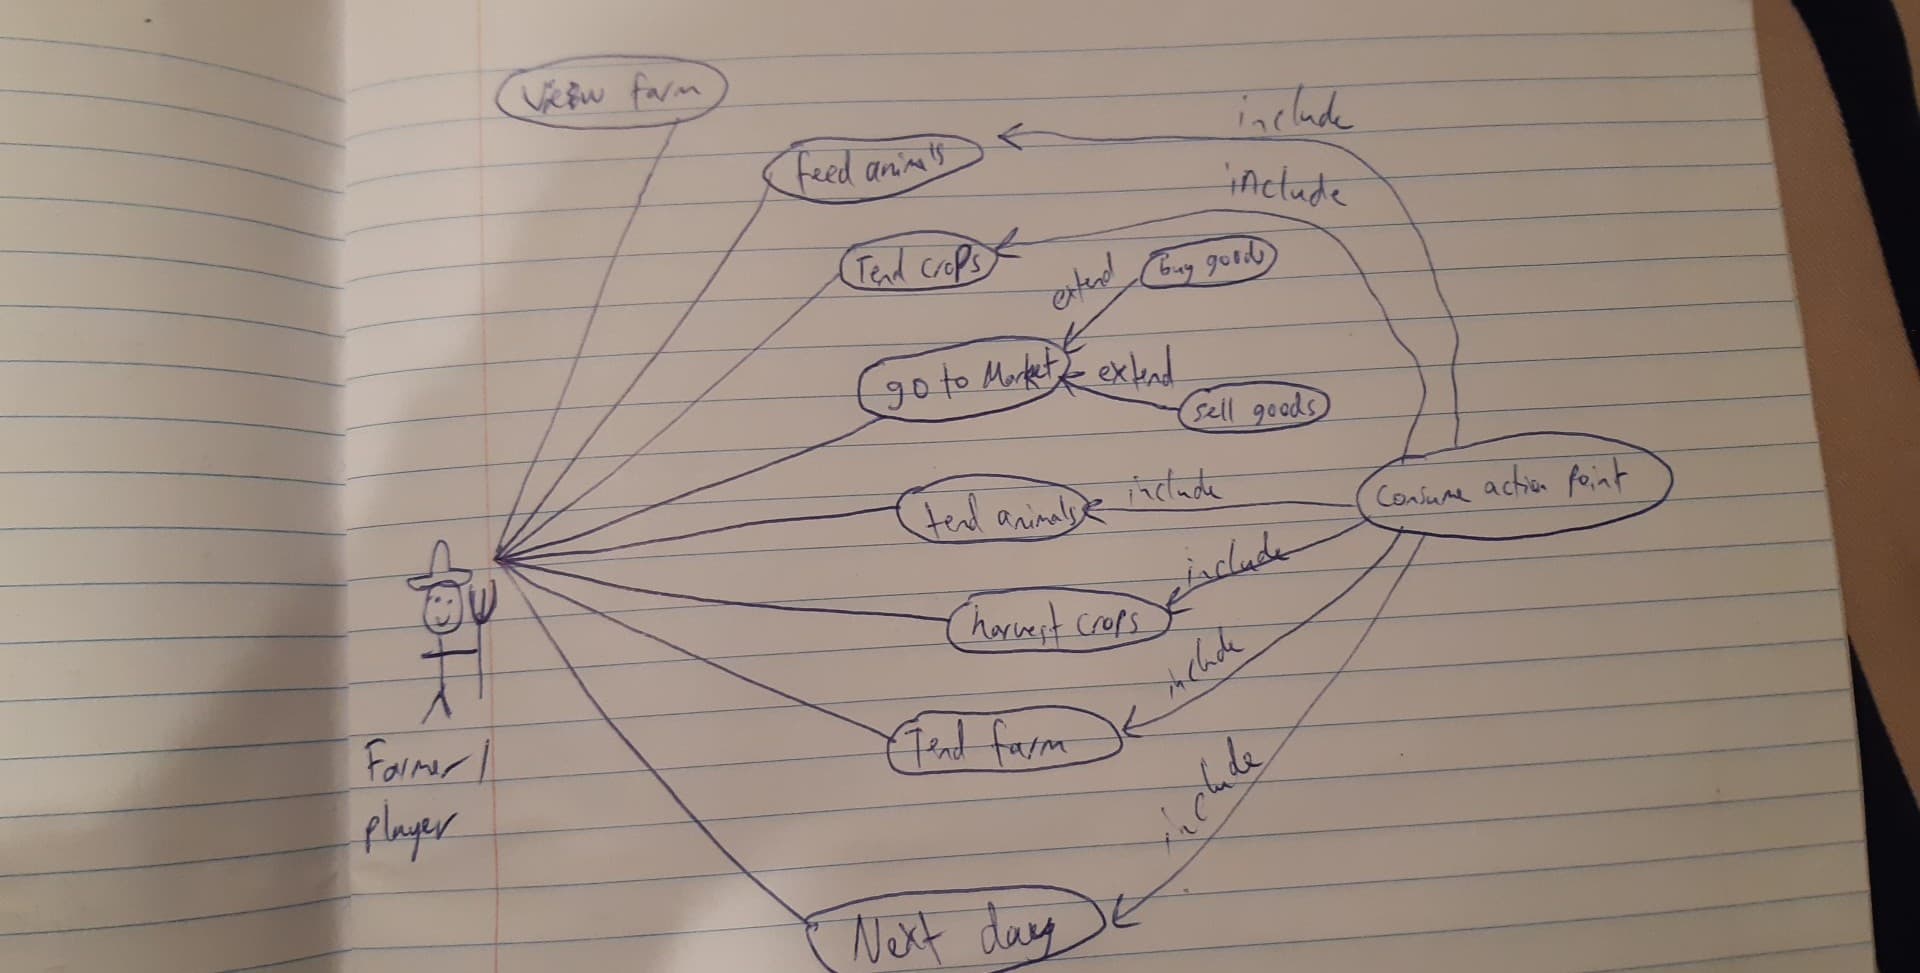 View farm
include
feed animals
include
Tend crops
Buy goods
extend
go to Market
extend
sell goods
tend animals
include
Consume action point
include
harvest crops
include
Tend farm
Farmer /
player
include
Next day